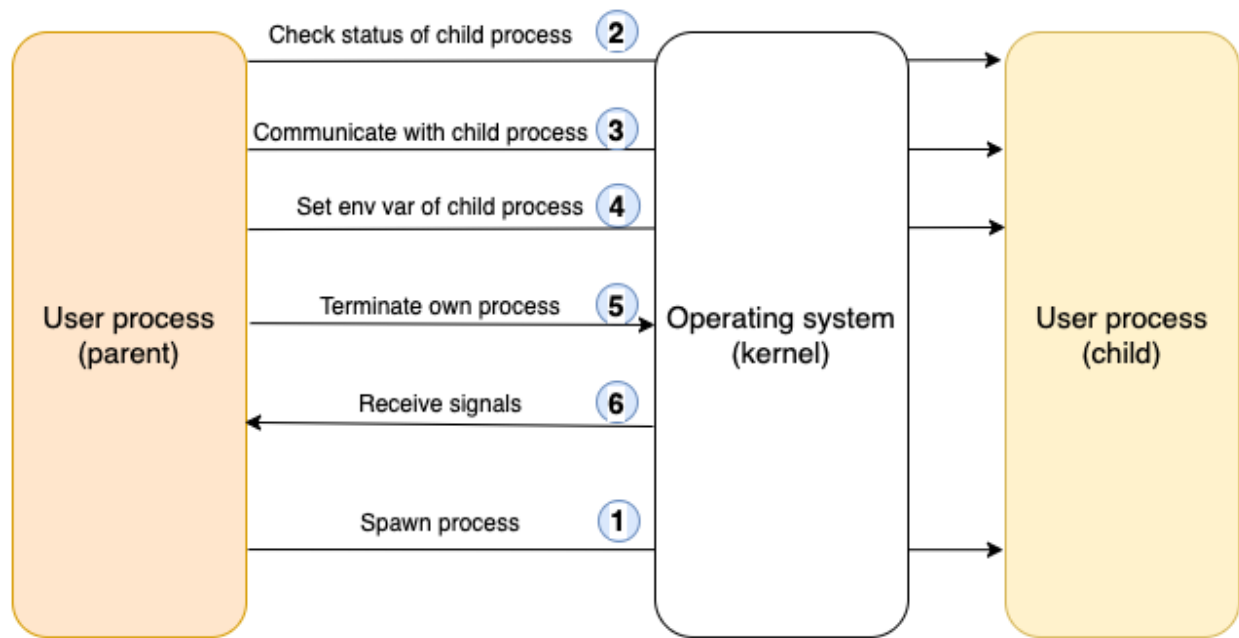 Check status of child process 2
Communicate with child process 3
Set env var of child process 4
Terminate own process 5
Receive signals 6
Spawn process 1
User process
(parent)
Operating system
(kernel)
User process
(child)